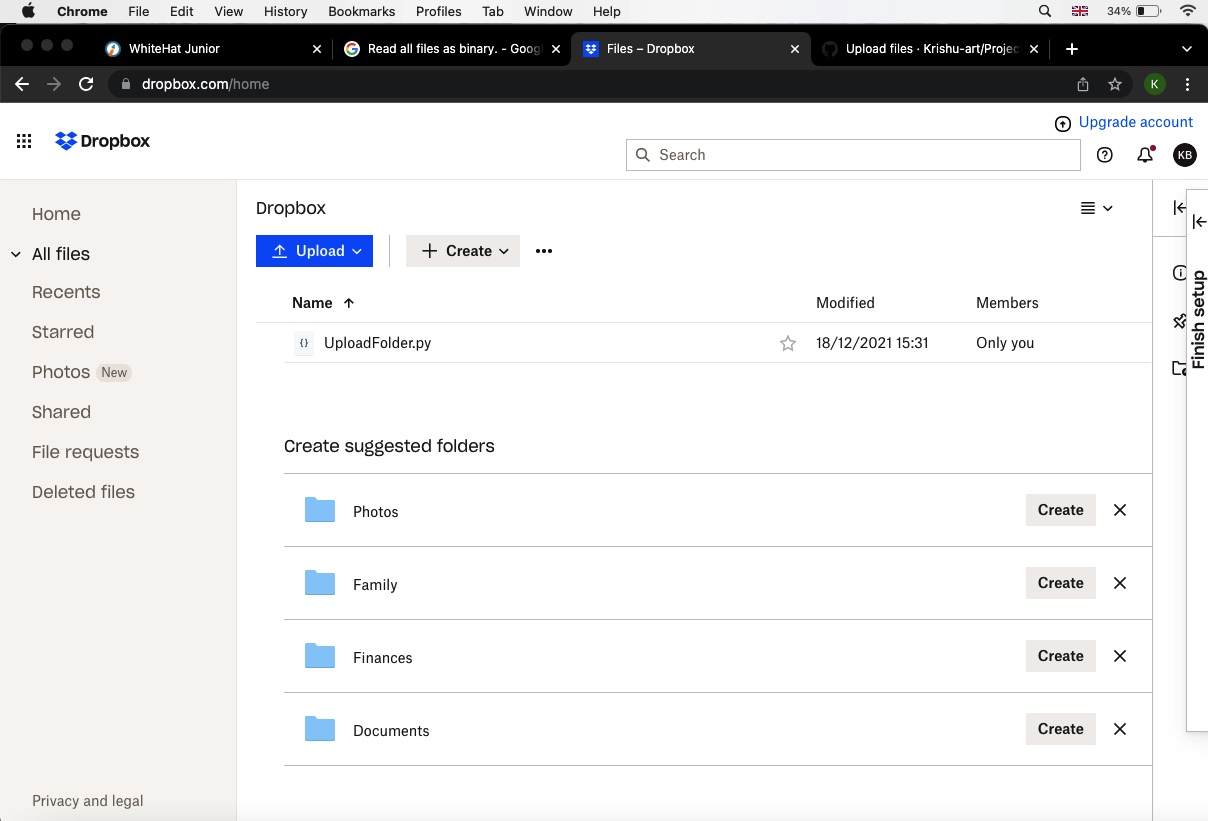 Chrome File Edit View History Bookmarks Profiles Tab Window Help 34%
WhiteHat Junior Read all files as binary. - Goog Files – Dropbox Upload files · Krishu-art/Projec
dropbox.com/home K
Upgrade account
Dropbox Search KB
Home
All files
Recents
Starred
Photos New
Shared
File requests
Deleted files
Privacy and legal
Dropbox
Upload Create
Name Modified Members
{} UploadFolder.py 18/12/2021 15:31 Only you
Create suggested folders
Photos Create
Family Create
Finances Create
Documents Create
Finish setup